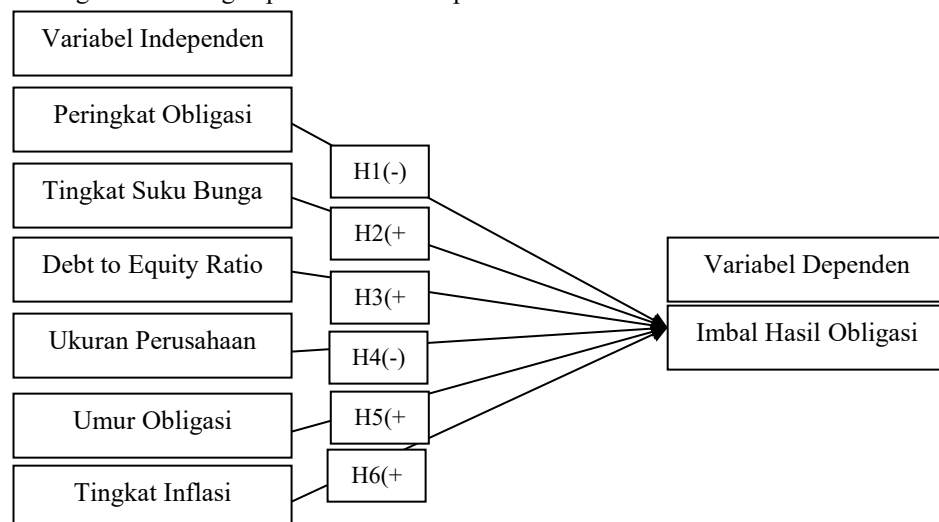 Variabel Independen
Peringkat Obligasi
H1(-)
Tingkat Suku Bunga
H2(+
Debt to Equity Ratio
H3(+
Ukuran Perusahaan
H4(-)
Umur Obligasi
H5(+
Tingkat Inflasi
H6(+
Variabel Dependen
Imbal Hasil Obligasi